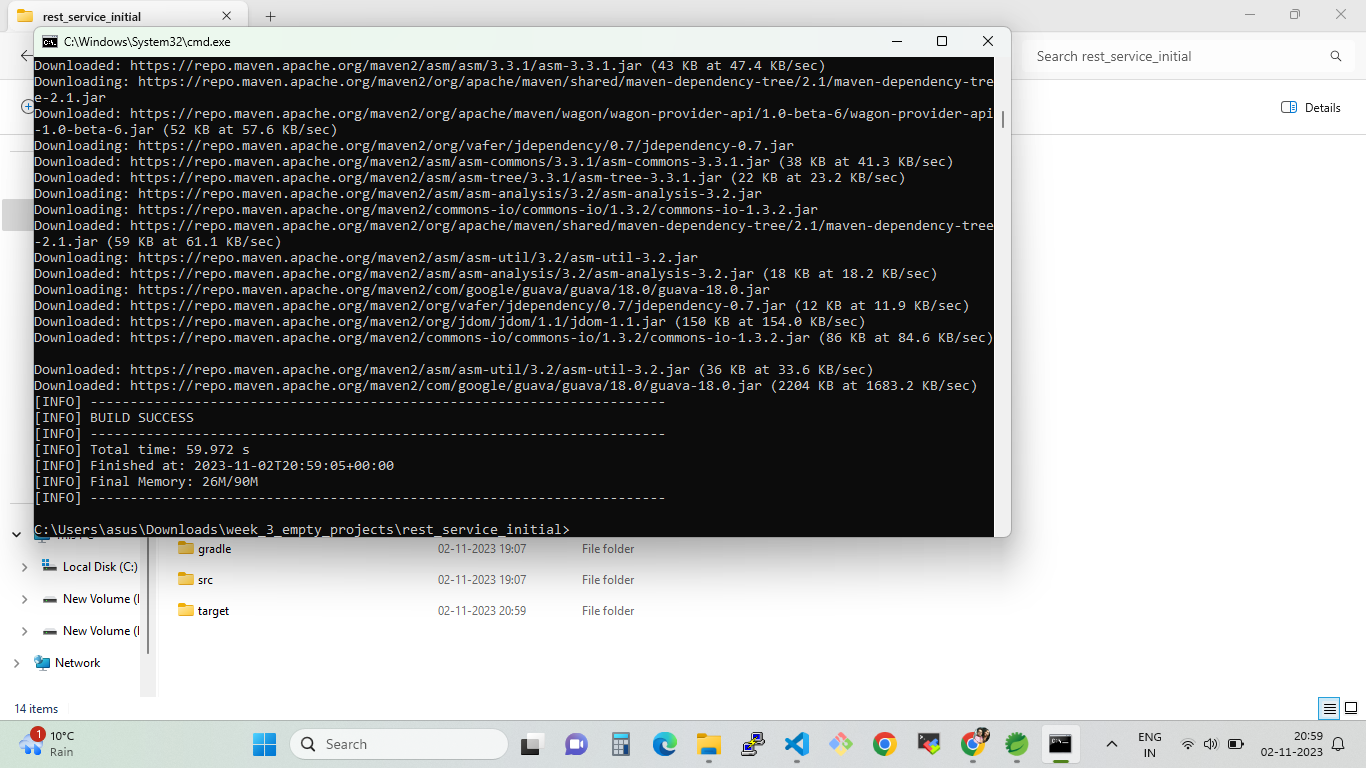 rest_service_initial
C:\Windows\System32\cmd.exe
Search rest_service_initial
Details
Downloaded: https://repo.maven.apache.org/maven2/asm/asm/3.3.1/asm-3.3.1.jar (43 KB at 47.4 KB/sec)
Downloading: https://repo.maven.apache.org/maven2/org/apache/maven/shared/maven-dependency-tree/2.1/maven-dependency-tre
e-2.1.jar
Downloaded: https://repo.maven.apache.org/maven2/org/apache/maven/wagon/wagon-provider-api/1.0-beta-6/wagon-provider-api
-1.0-beta-6.jar (52 KB at 57.6 KB/sec)
Downloading: https://repo.maven.apache.org/maven2/org/vafer/jdependency/0.7/jdependency-0.7.jar
Downloaded: https://repo.maven.apache.org/maven2/asm/asm-commons/3.3.1/asm-commons-3.3.1.jar (38 KB at 41.3 KB/sec)
Downloaded: https://repo.maven.apache.org/maven2/asm/asm-tree/3.3.1/asm-tree-3.3.1.jar (22 KB at 23.2 KB/sec)
Downloading: https://repo.maven.apache.org/maven2/asm/asm-analysis/3.2/asm-analysis-3.2.jar
Downloading: https://repo.maven.apache.org/maven2/commons-io/commons-io/1.3.2/commons-io-1.3.2.jar
Downloaded: https://repo.maven.apache.org/maven2/org/apache/maven/shared/maven-dependency-tree/2.1/maven-dependency-tree
-2.1.jar (59 KB at 61.1 KB/sec)
Downloading: https://repo.maven.apache.org/maven2/asm/asm-util/3.2/asm-util-3.2.jar
Downloaded: https://repo.maven.apache.org/maven2/asm/asm-analysis/3.2/asm-analysis-3.2.jar (18 KB at 18.2 KB/sec)
Downloading: https://repo.maven.apache.org/maven2/com/google/guava/guava/18.0/guava-18.0.jar
Downloaded: https://repo.maven.apache.org/maven2/org/vafer/jdependency/0.7/jdependency-0.7.jar (12 KB at 11.9 KB/sec)
Downloaded: https://repo.maven.apache.org/maven2/org/jdom/jdom/1.1/jdom-1.1.jar (150 KB at 154.0 KB/sec)
Downloaded: https://repo.maven.apache.org/maven2/commons-io/commons-io/1.3.2/commons-io-1.3.2.jar (86 KB at 84.6 KB/sec)
Downloaded: https://repo.maven.apache.org/maven2/asm/asm-util/3.2/asm-util-3.2.jar (36 KB at 33.6 KB/sec)
Downloaded: https://repo.maven.apache.org/maven2/com/google/guava/guava/18.0/guava-18.0.jar (2204 KB at 1683.2 KB/sec)
[INFO] ------------------------------------------------------------------------
[INFO] BUILD SUCCESS
[INFO] ------------------------------------------------------------------------
[INFO] Total time: 59.972 s
[INFO] Finished at: 2023-11-02T20:59:05+00:00
[INFO] Final Memory: 26M/90M
[INFO] ------------------------------------------------------------------------
C:\Users\asus\Downloads\week_3_empty_projects\rest_service_initial>
gradle 02-11-2023 19:07 File folder
src 02-11-2023 19:07 File folder
target 02-11-2023 20:59 File folder
Local Disk (C:)
New Volume (
New Volume (
Network
14 items
1
10°C
Rain
Search
ENG
IN
20:59
02-11-2023